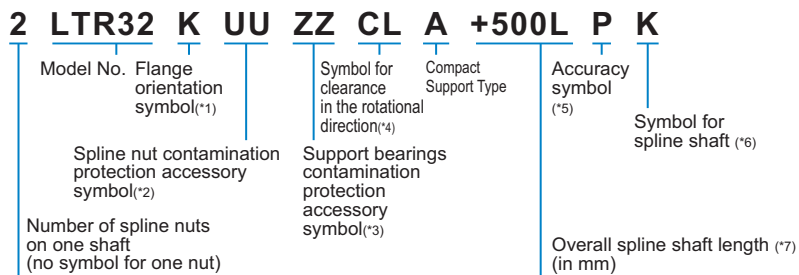 2 LTR32 K UU ZZ CL A +500L P K
Model No.
Flange
orientation
symbol(*1)
Symbol for
clearance
in the rotational
direction(*4)
Compact
Support Type
Accuracy
symbol
(*5)
Symbol for
spline shaft (*6)
Spline nut contamination
protection accessory
symbol(*2)
Support bearings
contamination
protection
accessory
symbol(*3)
Number of spline nuts
on one shaft
(no symbol for one nut)
Overall spline shaft length (*7)
(in mm)